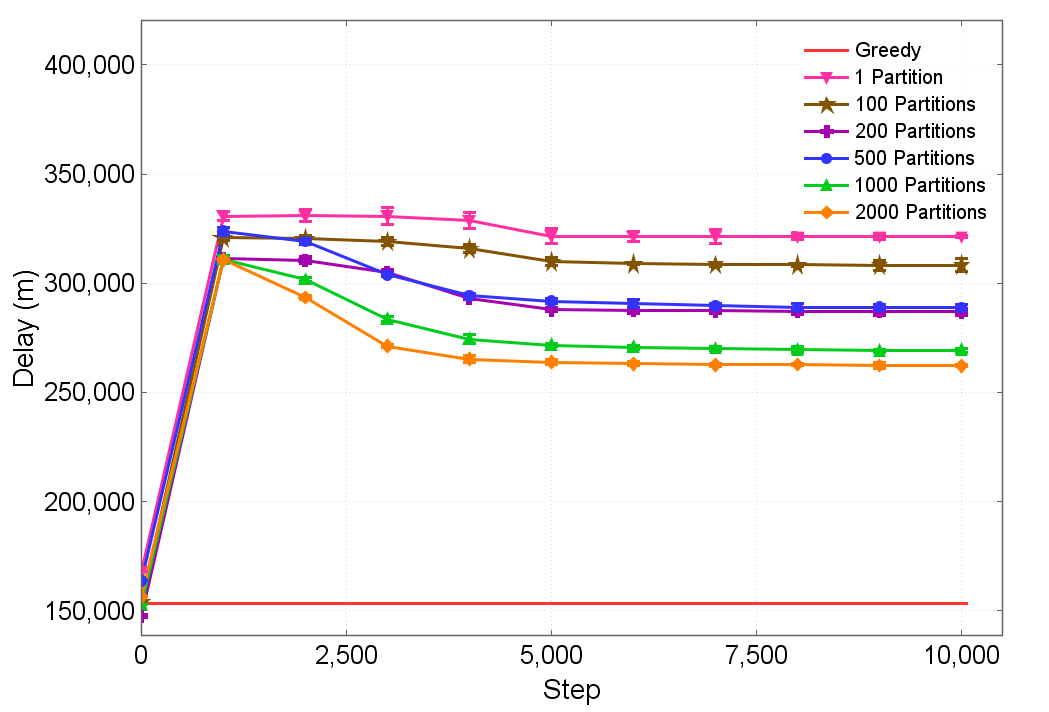 400,000
350,000
300,000
250,000
200,000
150,000
Delay (m)
0
2,500
5,000
7,500
10,000
Step
Greedy
1 Partition
100 Partitions
200 Partitions
500 Partitions
1000 Partitions
2000 Partitions